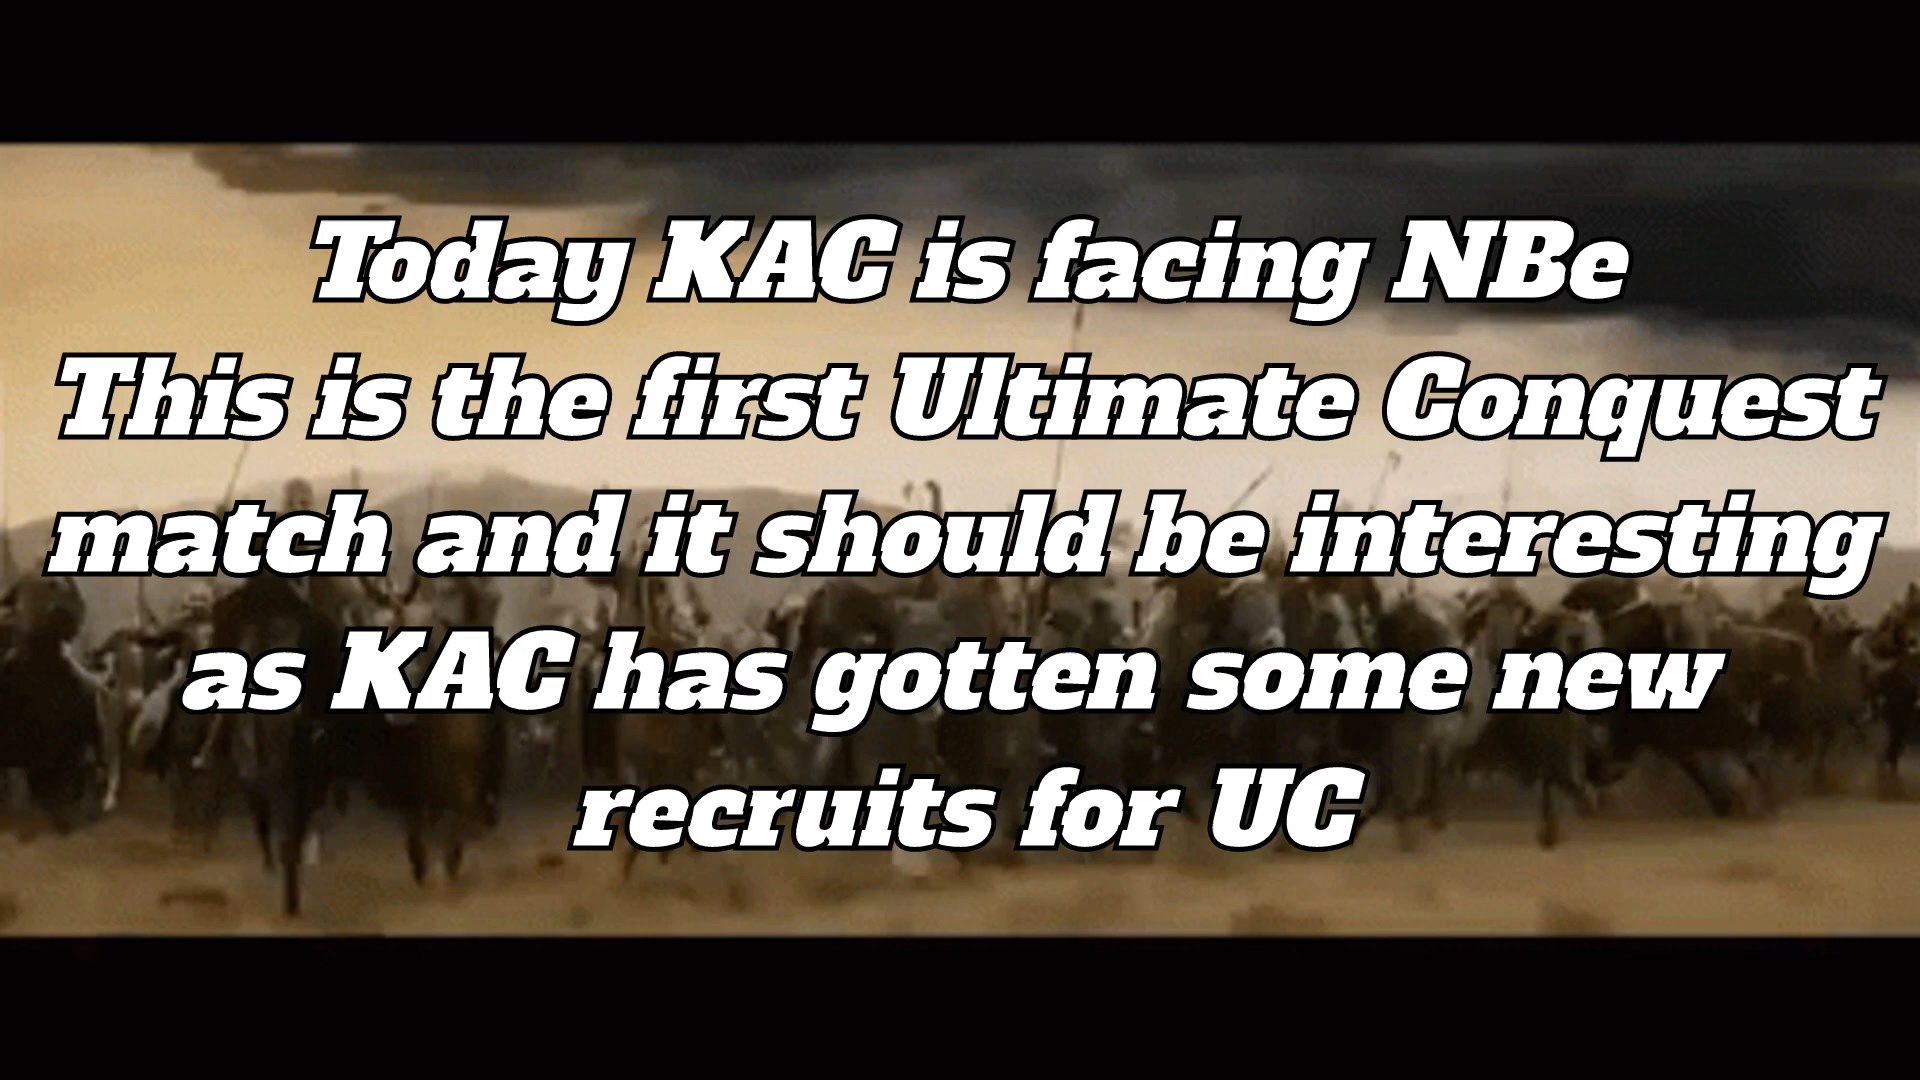 Today KAC is facing NBe
This is the first Ultimate Conquest
match and it should be interesting
as KAC has gotten some new
recruits for UC